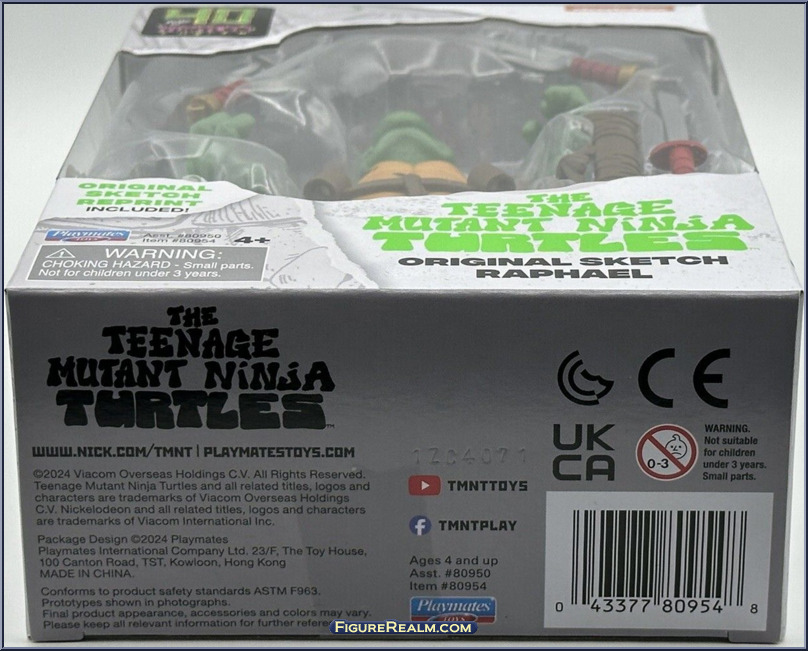 40
ORIGINAL
SKETCH
REPRINT
INCLUDED!
Playmates
Toys
Asst. #80950
Item #80954
4+
WARNING:
CHOKING HAZARD - Small parts.
Not for children under 3 years.
THE
TEENAGE
MUTANT NINJA
TURTLES
ORIGINAL SKETCH
RAPHAEL
THE
TEENAGE
MUTANT NINJA
TURTLES
WWW.NICK.COM/TMNT | PLAYMATESTOYS.COM
©2024 Viacom Overseas Holdings C.V. All Rights Reserved.
Teenage Mutant Ninja Turtles and all related titles, logos and
characters are trademarks of Viacom Overseas Holdings
C.V. Nickelodeon and all related titles, logos and characters
are trademarks of Viacom International Inc.
Package Design ©2024 Playmates
Playmates International Company Ltd. 23/F, The Toy House,
100 Canton Road, TST, Kowloon, Hong Kong
MADE IN CHINA.
Conforms to product safety standards ASTM F963.
Prototypes shown in photographs.
Final product appearance, accessories and colors may vary.
Please keep all relevant information for further refere
TMNTTOYS
TMNTPLAY
Ages 4 and up
Asst. #80950
Item #80954
Playmates
Toys
CE
UK
CA
0-3
WARNING.
Not suitable
for children
under 3 years.
Small parts.
0 43377 80954 8
FigureRealm.com